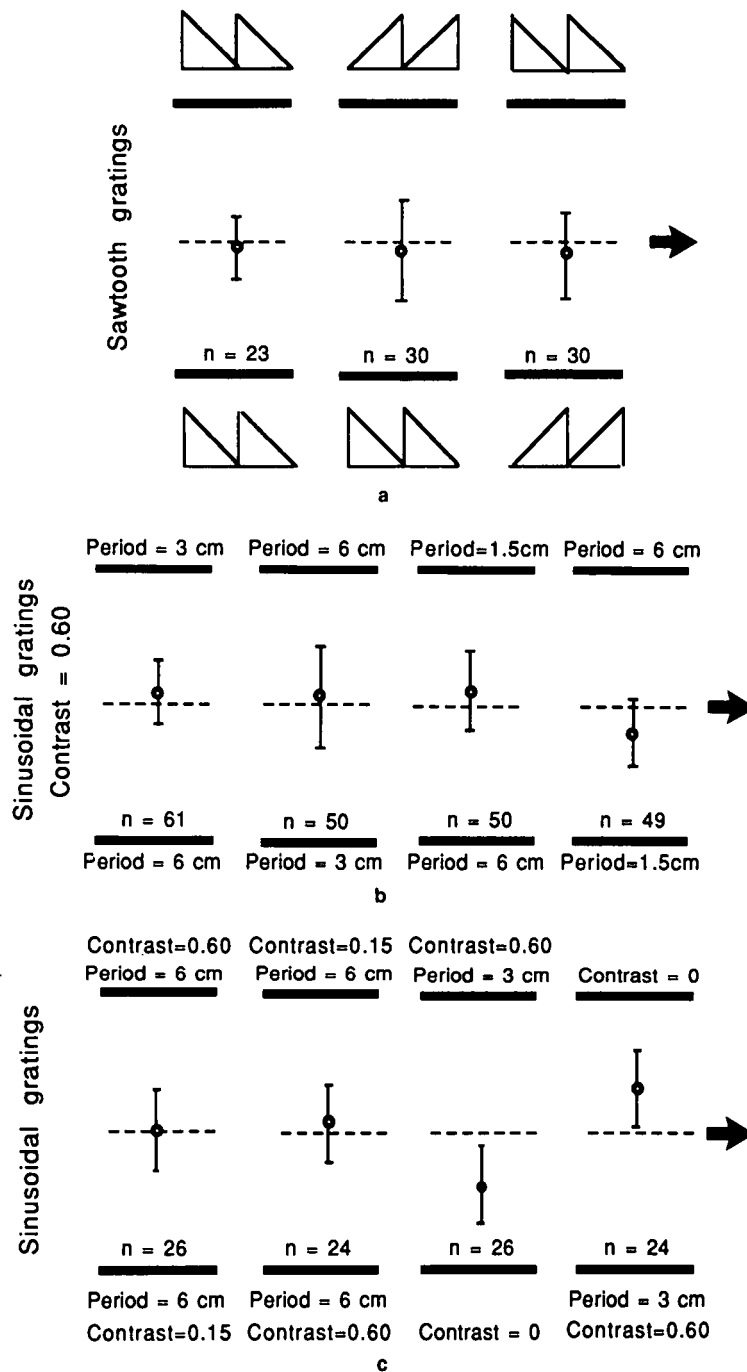 Sawtooth gratings
n = 23
n = 30
n = 30
a
Sinusoidal gratings
Contrast = 0.60
Period = 3 cm
Period = 6 cm
Period=1.5cm
Period = 6 cm
n = 61
n = 50
n = 50
n = 49
Period = 6 cm
Period = 3 cm
Period = 6 cm
Period=1.5cm
b
Sinusoidal gratings
Contrast=0.60
Contrast=0.15
Contrast=0.60
Period = 6 cm
Period = 6 cm
Period = 3 cm
Contrast = 0
n = 26
n = 24
n = 26
n = 24
Period = 6 cm
Period = 6 cm
Period = 3 cm
Contrast=0.15
Contrast=0.60
Contrast = 0
Contrast=0.60
c